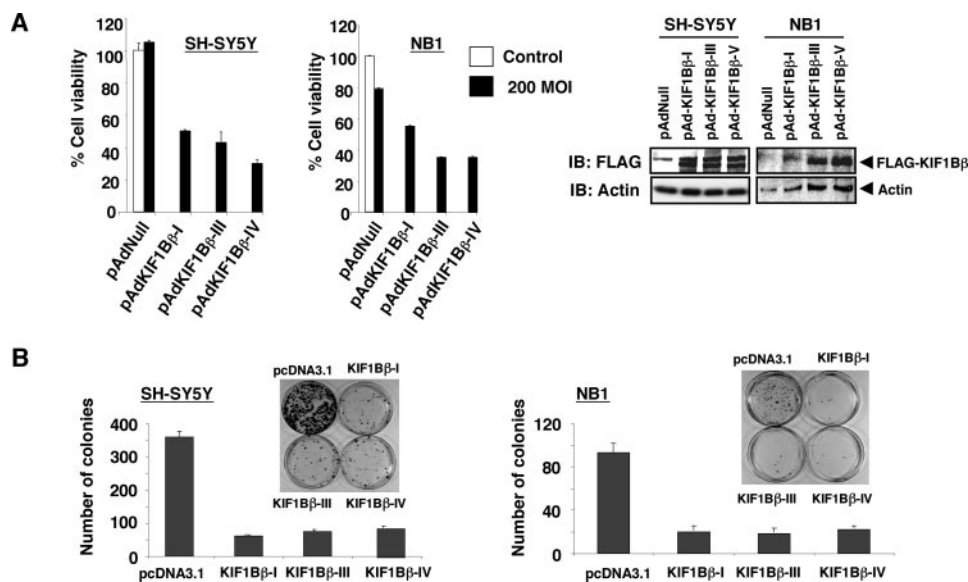 A
% Cell viability
120
100
80
60
40
20
0
SH-SY5Y
pAdNull
pAdKIF1Bβ-I
pAdKIF1Bβ-III
pAdKIF1Bβ-IV
% Cell viability
120
100
80
60
40
20
0
NB1
pAdNull
pAdKIF1Bβ-I
pAdKIF1Bβ-III
pAdKIF1Bβ-IV
Control
200 MOI
SH-SY5Y
NB1
pAdNull
pAd-KIF1Bβ-I
pAd-KIF1Bβ-III
pAd-KIF1Bβ-V
pAdNull
pAd-KIF1Bβ-I
pAd-KIF1Bβ-III
pAd-KIF1Bβ-V
IB: FLAG
FLAG-KIF1Bβ
IB: Actin
Actin
B
SH-SY5Y
Number of colonies
400
300
200
100
0
pcDNA3.1
KIF1Bβ-I
KIF1Bβ-III
KIF1Bβ-IV
pcDNA3.1
KIF1Bβ-I
KIF1Bβ-III
KIF1Bβ-IV
NB1
Number of colonies
120
80
40
0
pcDNA3.1
KIF1Bβ-I
KIF1Bβ-III
KIF1Bβ-IV
pcDNA3.1
KIF1Bβ-I
KIF1Bβ-III
KIF1Bβ-IV